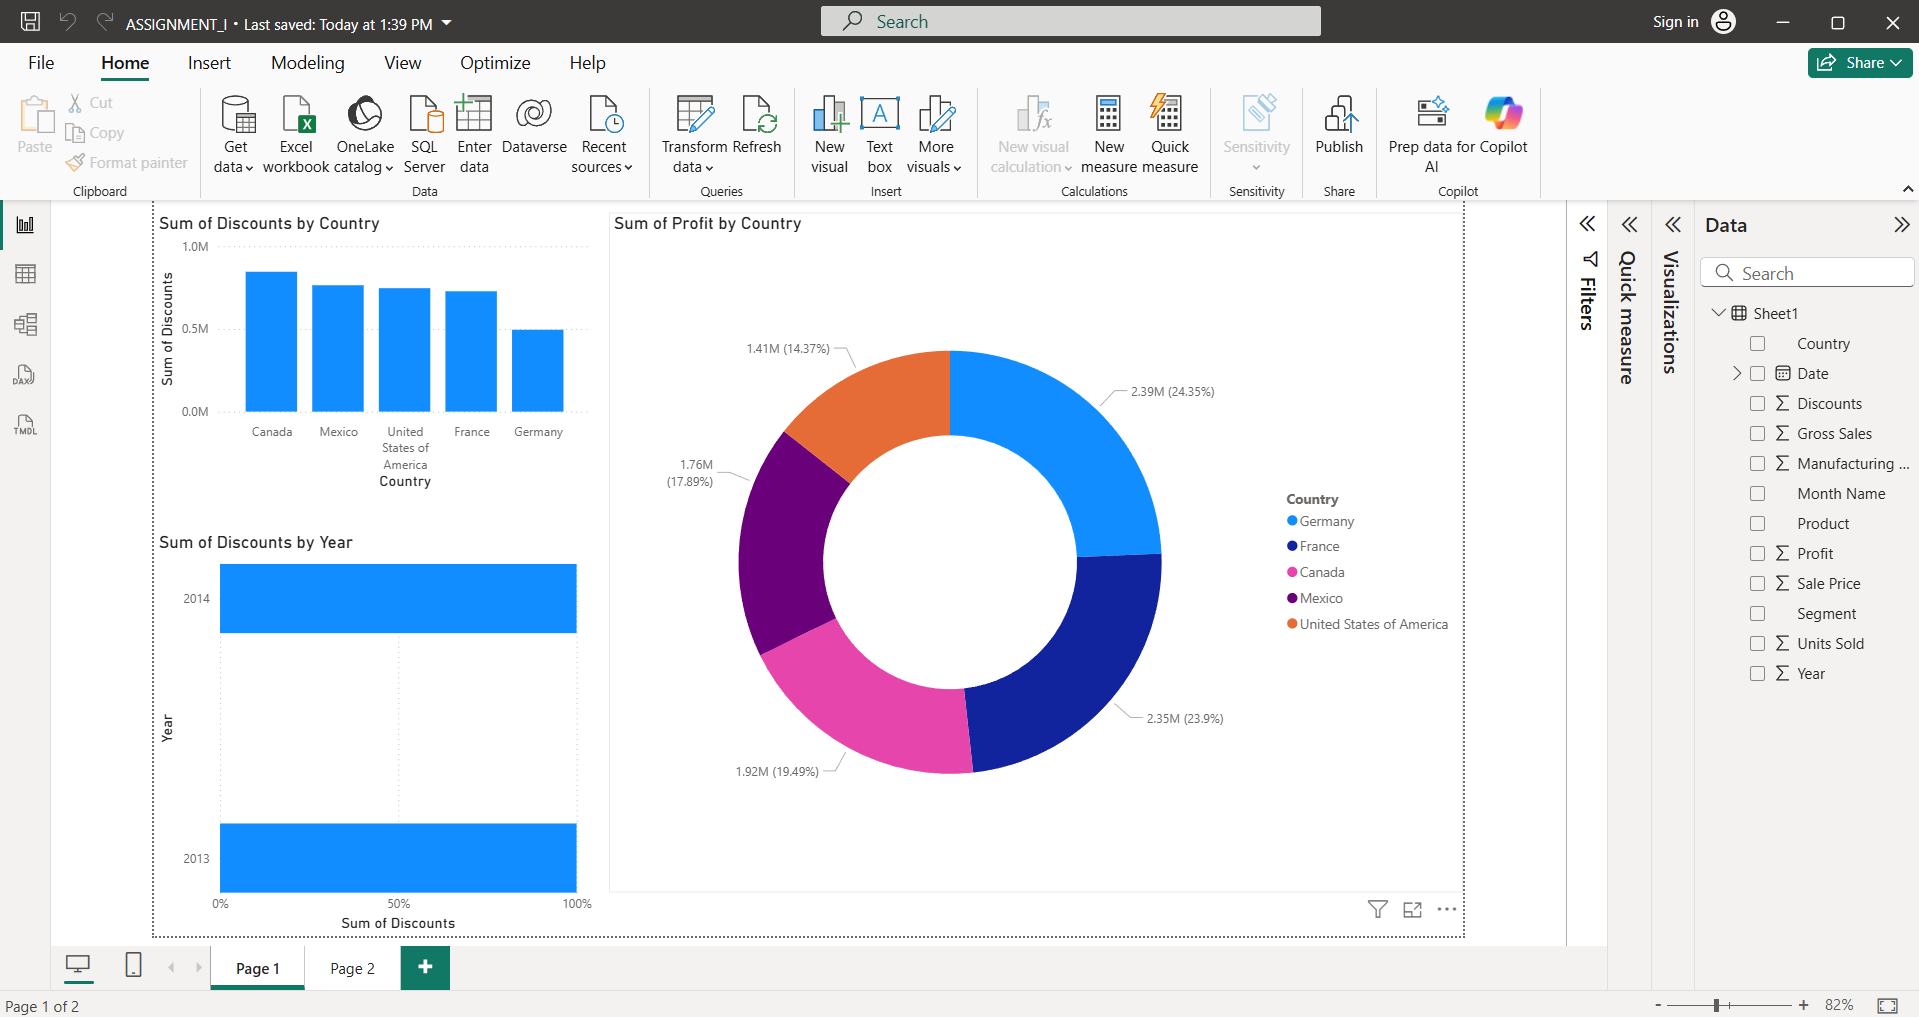 ASSIGNMENT_I • Last saved: Today at 1:39 PM
Search
Sign in
File
Home
Insert
Modeling
View
Optimize
Help
Share
Paste
Cut
Copy
Format painter
Clipboard
Get
data
Excel
workbook
OneLake
catalog
SQL
Server
Enter
data
Dataverse
Recent
sources
Data
Transform
data
Refresh
Queries
New
visual
Text
box
More
visuals
Insert
New visual
calculation
New
measure
Quick
measure
Calculations
Sensitivity
Sensitivity
Publish
Share
Prep data for
AI
Copilot
Copilot
DAX
TMDL
Sum of Discounts by Country
Sum of Discounts
1.0M
0.5M
0.0M
Canada
Mexico
United
States of
America
France
Germany
Country
Sum of Discounts by Year
Year
2014
2013
0%
50%
100%
Sum of Discounts
Sum of Profit by Country
1.41M (14.37%)
2.39M (24.35%)
1.76M
(17.89%)
2.35M (23.9%)
1.92M (19.49%)
Country
Germany
France
Canada
Mexico
United States of America
Filters
Quick measure
Visualizations
Data
Search
Sheet1
Country
Date
Discounts
Gross Sales
Manufacturing ...
Month Name
Product
Profit
Sale Price
Segment
Units Sold
Year
Page 1
Page 2
Page 1 of 2
82%